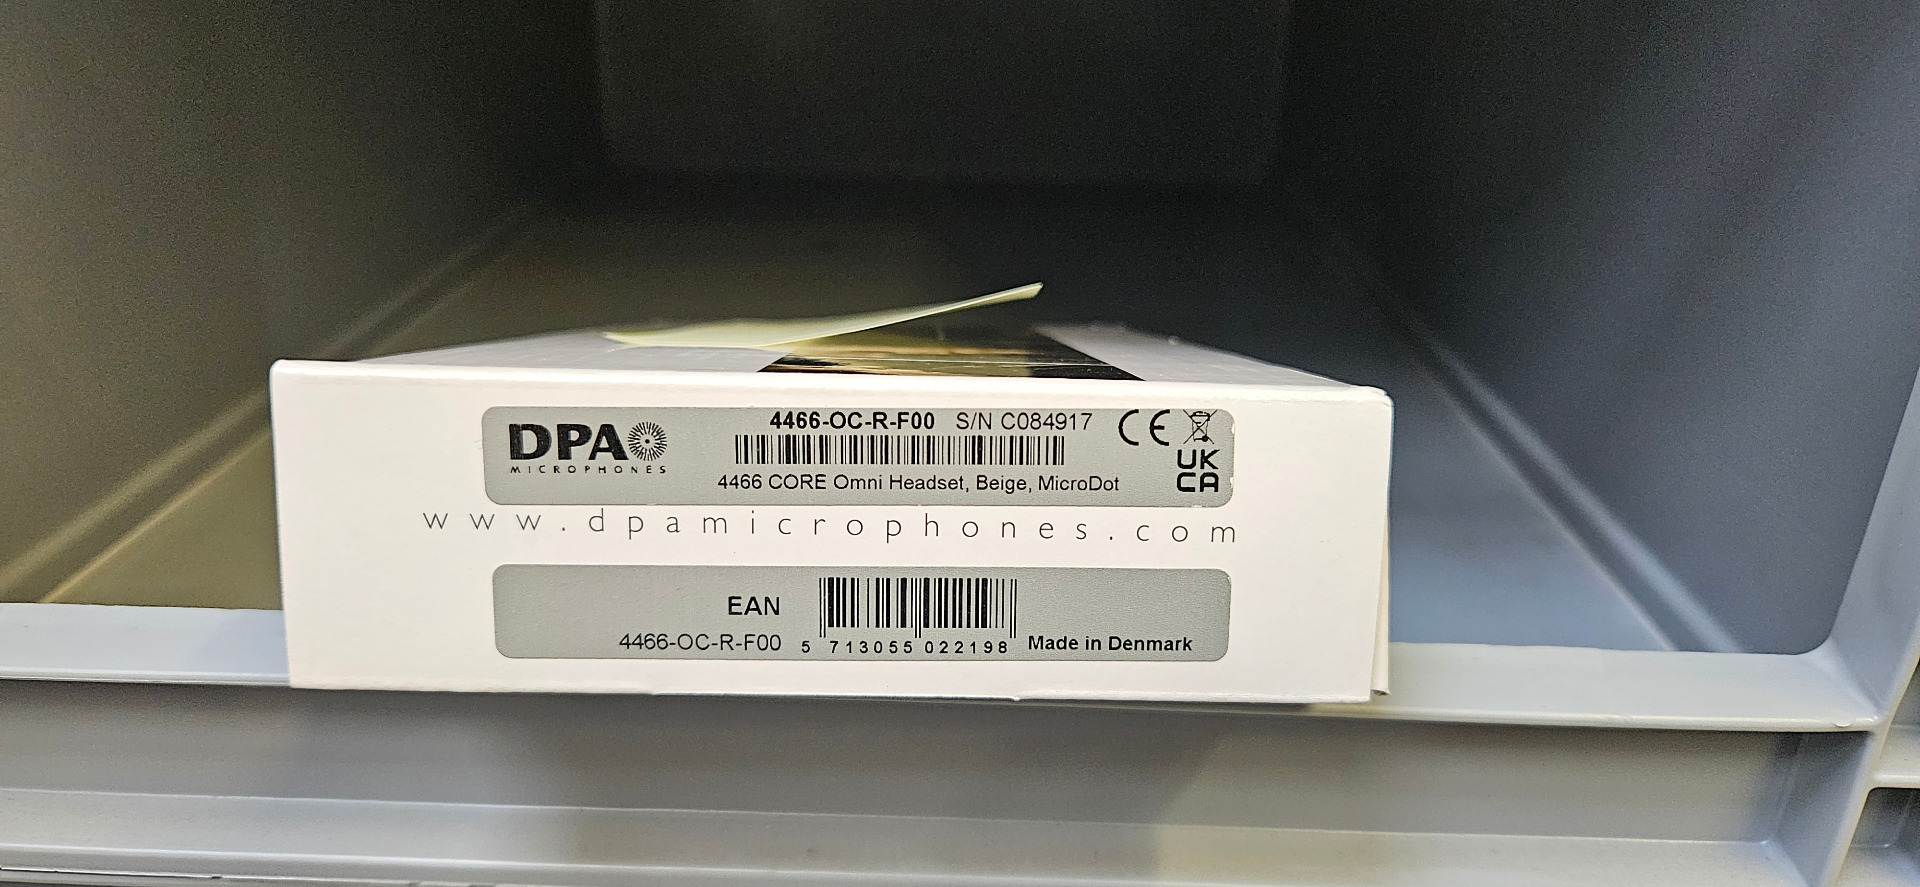 DPA
MICROPHONES
4466-OC-R-F00 S/N C084917
4466 CORE Omni Headset, Beige, MicroDot
CE
UK
CA
www.dpamicrophones.com
EAN
4466-OC-R-F00
5 713055 022198
Made in Denmark